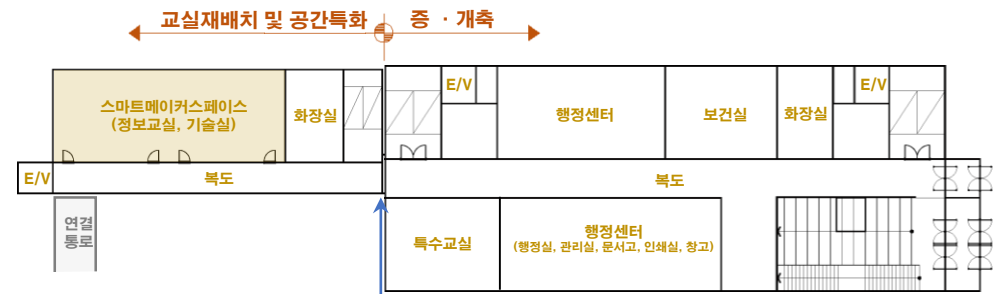 교실재배치 및 공간특화
증 · 개축
스마트메이커스페이스
(정보교실, 기술실)
화장실
E/V
행정센터
보건실
화장실
E/V
E/V
복도
복도
연결
통로
특수교실
행정센터
(행정실, 관리실, 문서고, 인쇄실, 창고)